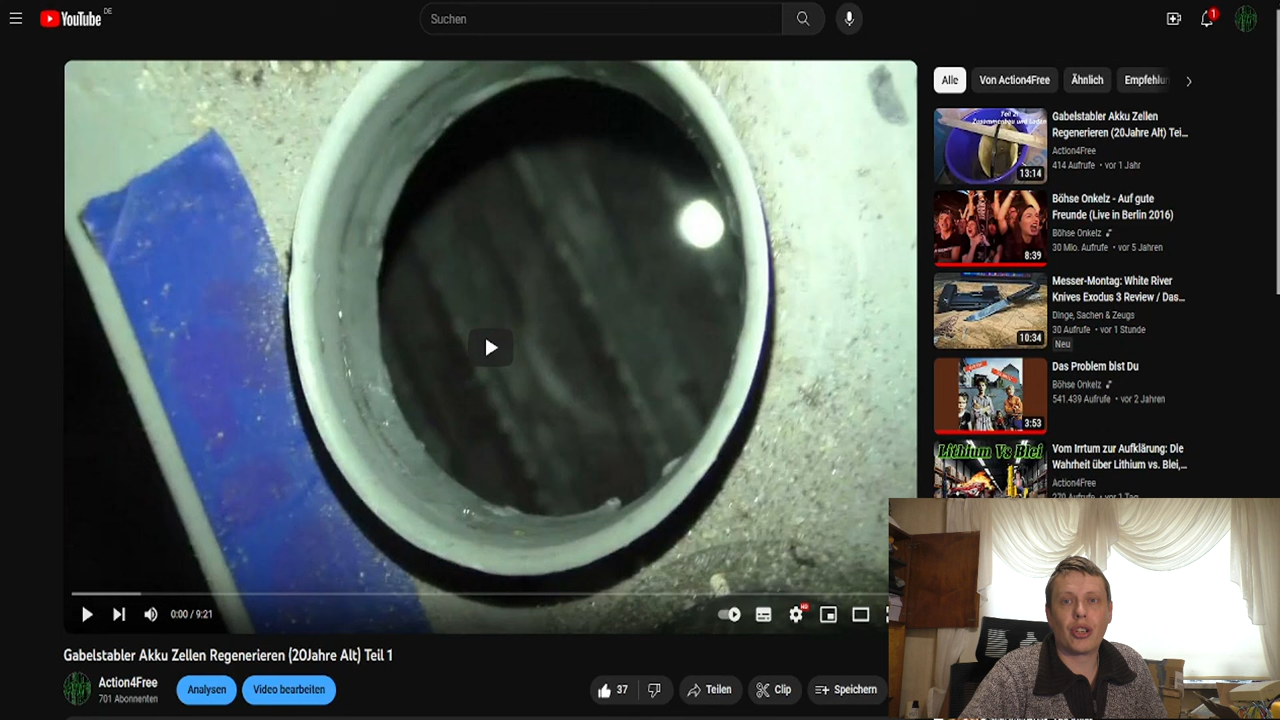 YouTube DE
Suchen
1
Alle
Von Action4Free
Ähnlich
Gabelstabler Akku Zellen
Regenerieren (20Jahre Alt) Tei...
Action4Free
414 Aufrufe • vor 1 Jahr
13:14
Böhse Onkelz - Auf gute
Freunde (Live in Berlin 2016)
Böhse Onkelz
30 Mio. Aufrufe • vor 5 Jahren
8:39
Messer-Montag: White River
Knives Exodus 3 Review / Das...
Dinge, Sachen & Zeugs
30 Aufrufe • vor 1 Stunde
Neu
10:34
Das Problem bist Du
Böhse Onkelz
541.439 Aufrufe • vor 2 Jahren
3:53
Lithium Vs Blei
Vom Irrtum zur Aufklärung: Die
Wahrheit über Lithium vs. Blei,...
Action4Free
0:00 / 9:21
HD
Gabelstabler Akku Zellen Regenerieren (20Jahre Alt) Teil 1
Action4Free
701 Abonnenten
Analysen
Video bearbeiten
37
Teilen
Clip
Speichern